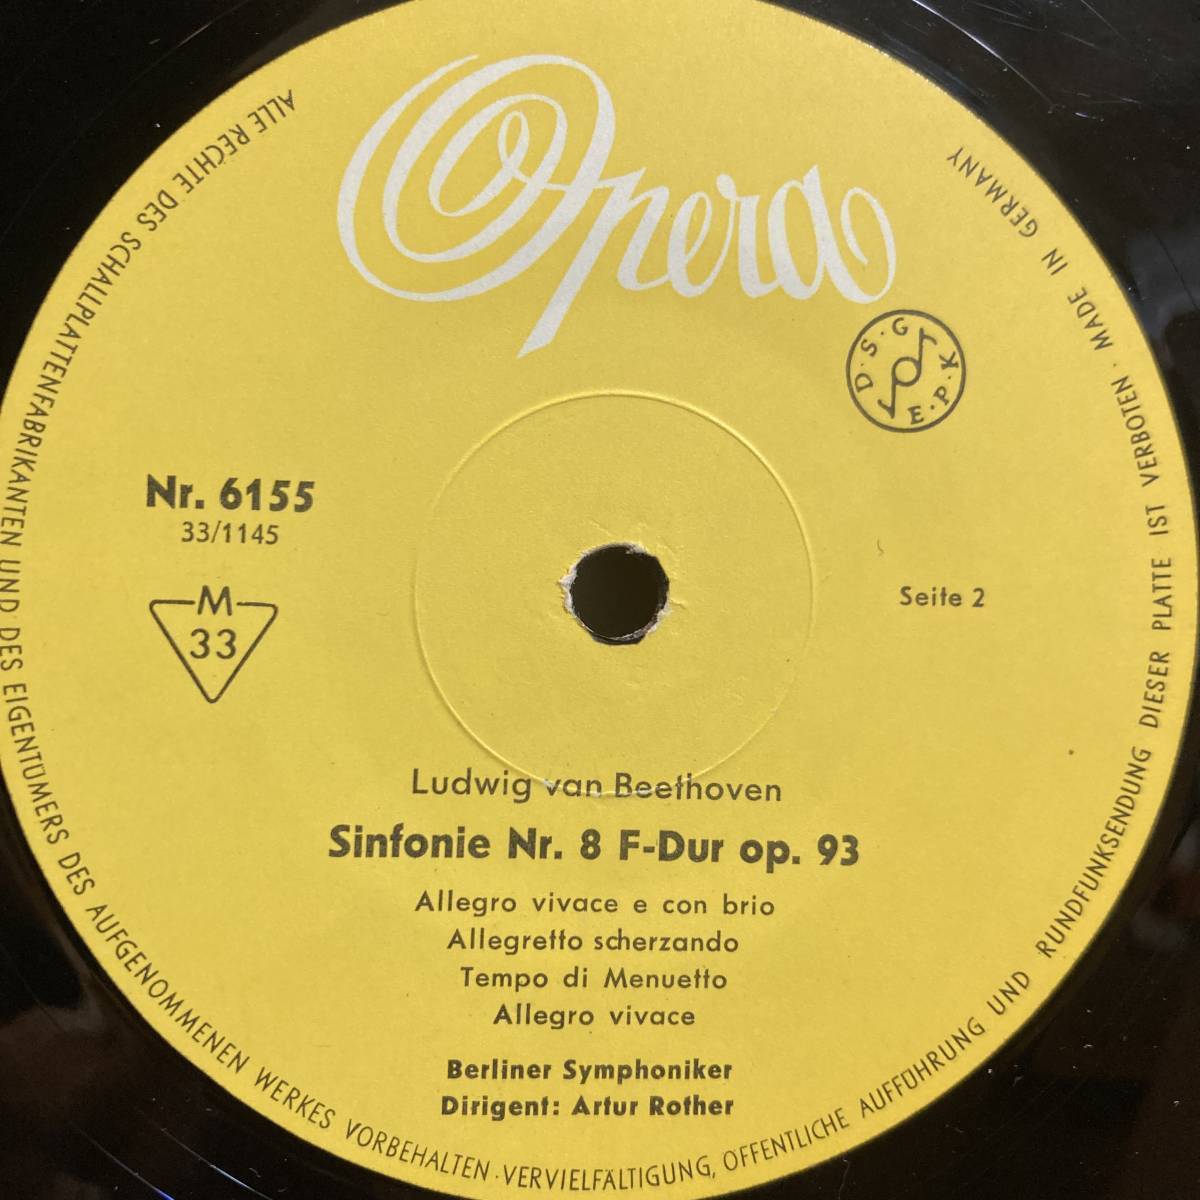 Opera
D·S·G
E·P·K
Nr. 6155
33/1145
M
33
Seite 2
Ludwig van Beethoven
Sinfonie Nr. 8 F-Dur op. 93
Allegro vivace e con brio
Allegretto scherzando
Tempo di Menuetto
Allegro vivace
Berliner Symphoniker
Dirigent: Artur Rother
ALLE RECHTE DES SCHALLPLATTENFABRIKANTEN UND DES EIGENTÜMERS DES AUFGENOMMENEN WERKES VORBEHALTEN · VERVIELFÄLTIGUNG, ÖFFENTLICHE AUFFÜHRUNG UND RUNDFUNKSENDUNG DIESER PLATTE IST VERBOTEN · MADE IN GERMANY